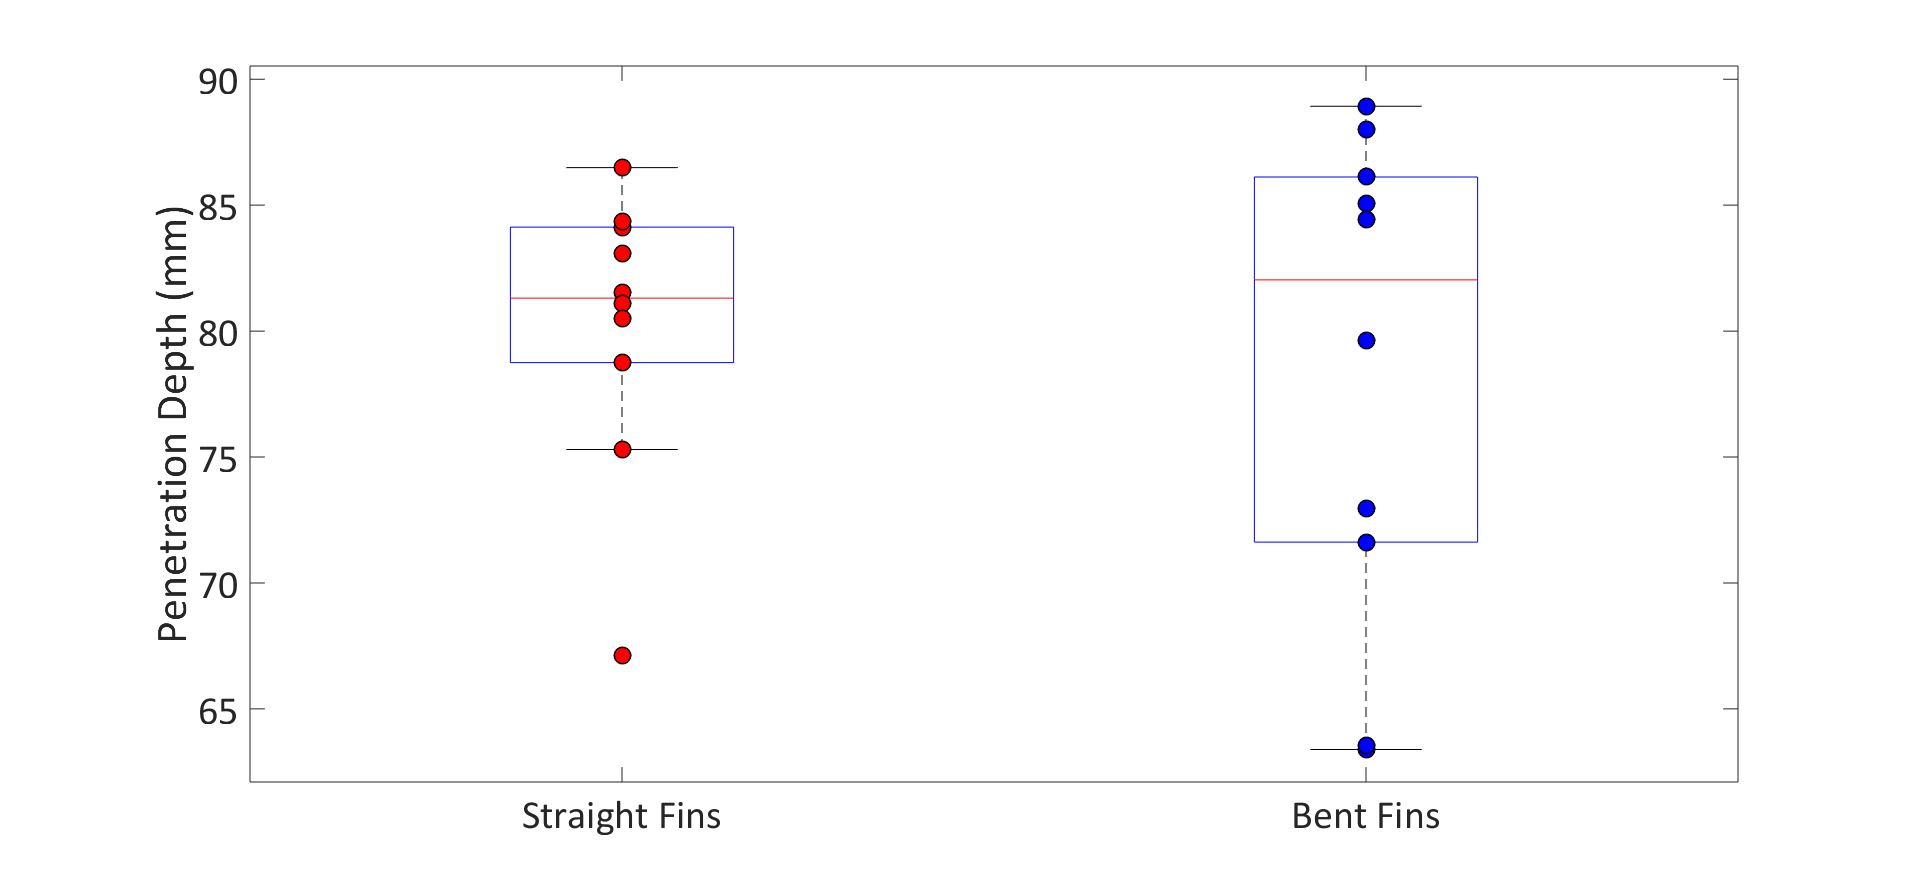 Penetration Depth (mm)
90
85
80
75
70
65
Straight Fins
Bent Fins